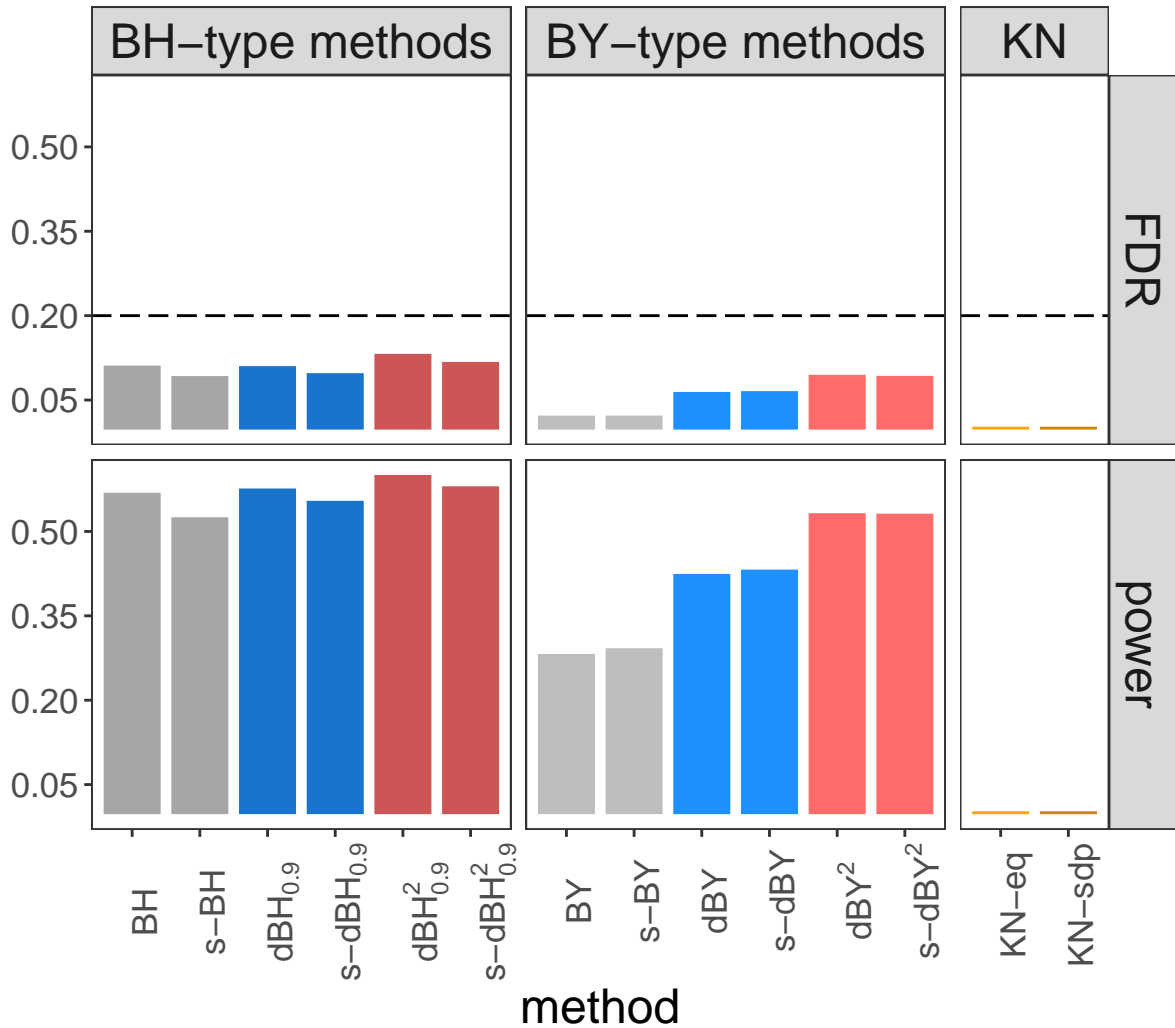 BH−type methods
BY−type methods
KN
0.50
0.35
0.20
0.05
FDR
0.50
0.35
0.20
0.05
power
BH
s−BH
dBH₀.₉
s−dBH₀.₉
dBH²₀.₉
s−dBH²₀.₉
BY
s−BY
dBY
s−dBY
dBY²
s−dBY²
KN−eq
KN−sdp
method